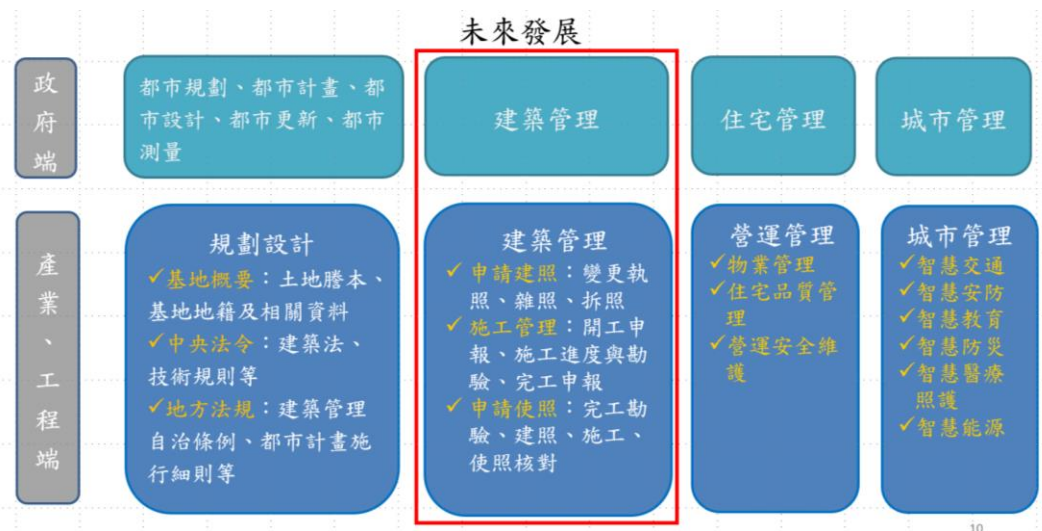 未來發展
政府端
都市規劃、都市計畫、都
市設計、都市更新、都市
測量
建築管理
住宅管理
城市管理
產業、工程端
規劃設計
✓基地概要：土地謄本、
基地地籍及相關資料
✓中央法令：建築法、
技術規則等
✓地方法規：建築管理
自治條例、都市計畫施
行細則等
建築管理
✓申請建照：變更執
照、雜照、拆照
✓施工管理：開工申
報、施工進度與勘
驗、完工申報
✓申請使照：完工勘
驗、建照、施工、
使照核對
營運管理
✓物業管理
✓住宅品質管
理
✓營運安全維
護
城市管理
✓智慧交通
✓智慧安防
✓智慧教育
✓智慧防災
✓智慧醫療
照護
✓智慧能源